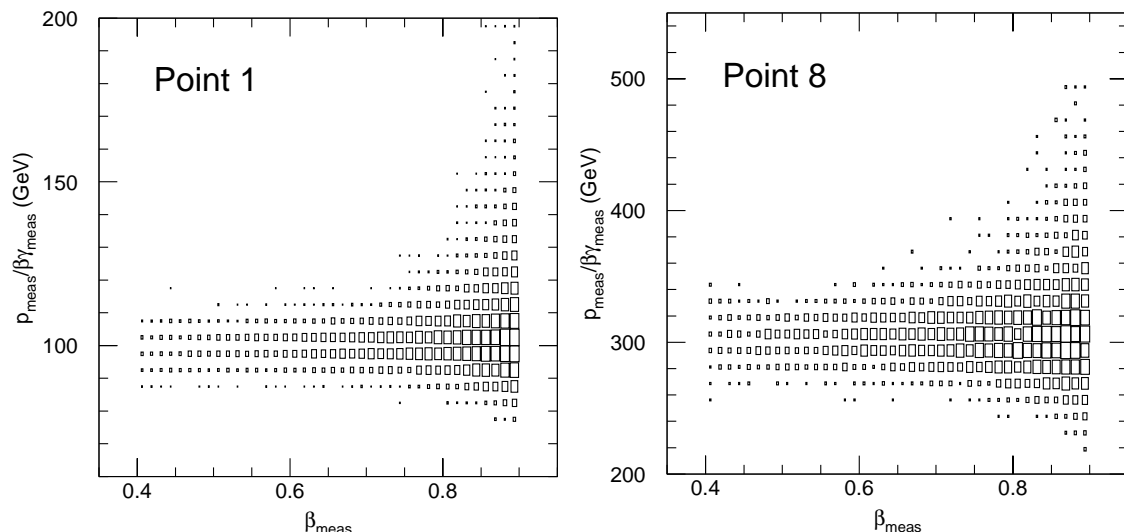 Point 1
200
150
100
p_meas/βγ_meas (GeV)
0.4 0.6 0.8
β_meas
Point 8
500
400
300
200
p_meas/βγ_meas (GeV)
0.4 0.6 0.8
β_meas